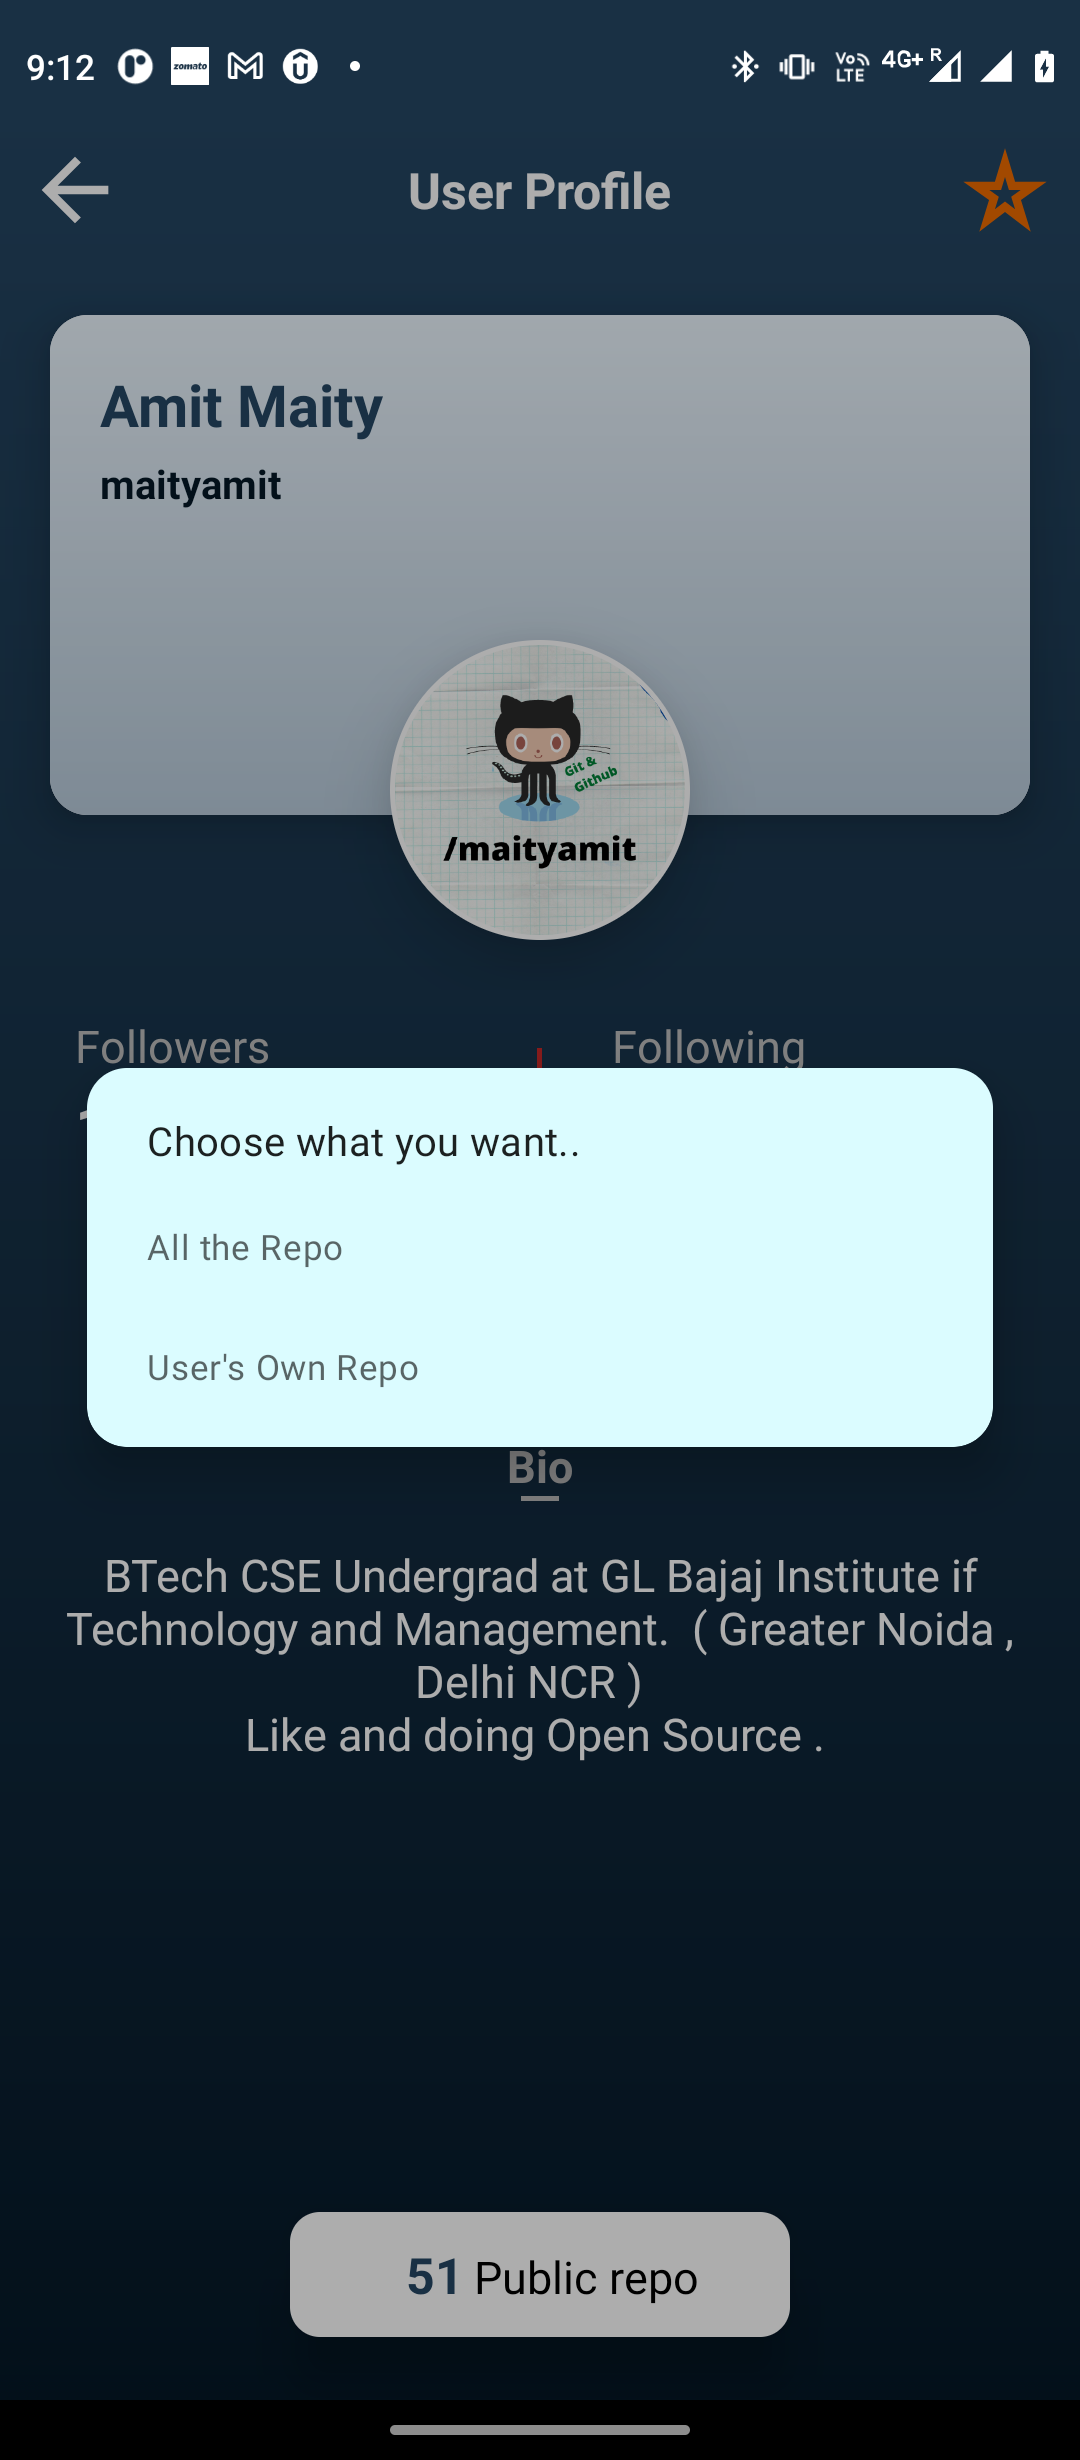 9:12 zomato Vo LTE 4G+ R
User Profile
Amit Maity
maityamit
Git &
Github
/maityamit
Followers Following
Choose what you want..
All the Repo
User's Own Repo
Bio
BTech CSE Undergrad at GL Bajaj Institute if
Technology and Management.  ( Greater Noida ,
Delhi NCR )
Like and doing Open Source .
51 Public repo